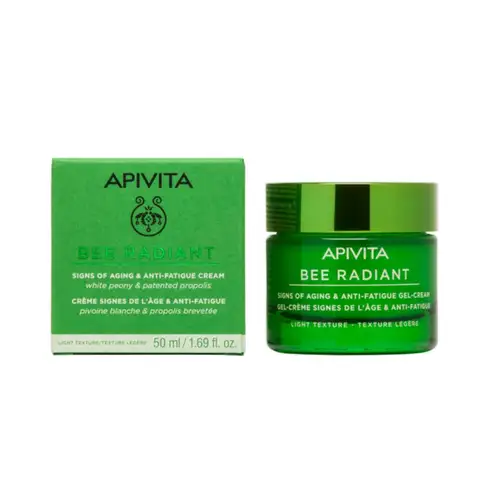 APIVITA
BEE RADIANT
SIGNS OF AGING & ANTI-FATIGUE CREAM
white peony & patented propolis
CRÈME SIGNES DE L'ÂGE & ANTI-FATIGUE
pivoine blanche & propolis brevetée
LIGHT TEXTURE/TEXTURE LÉGÈRE 50 ml / 1.69 fl. oz.
APIVITA
BEE RADIANT
SIGNS OF AGING & ANTI-FATIGUE GEL-CREAM
GEL-CRÈME SIGNES DE L'ÂGE & ANTI-FATIGUE
LIGHT TEXTURE - TEXTURE LÉGÈRE